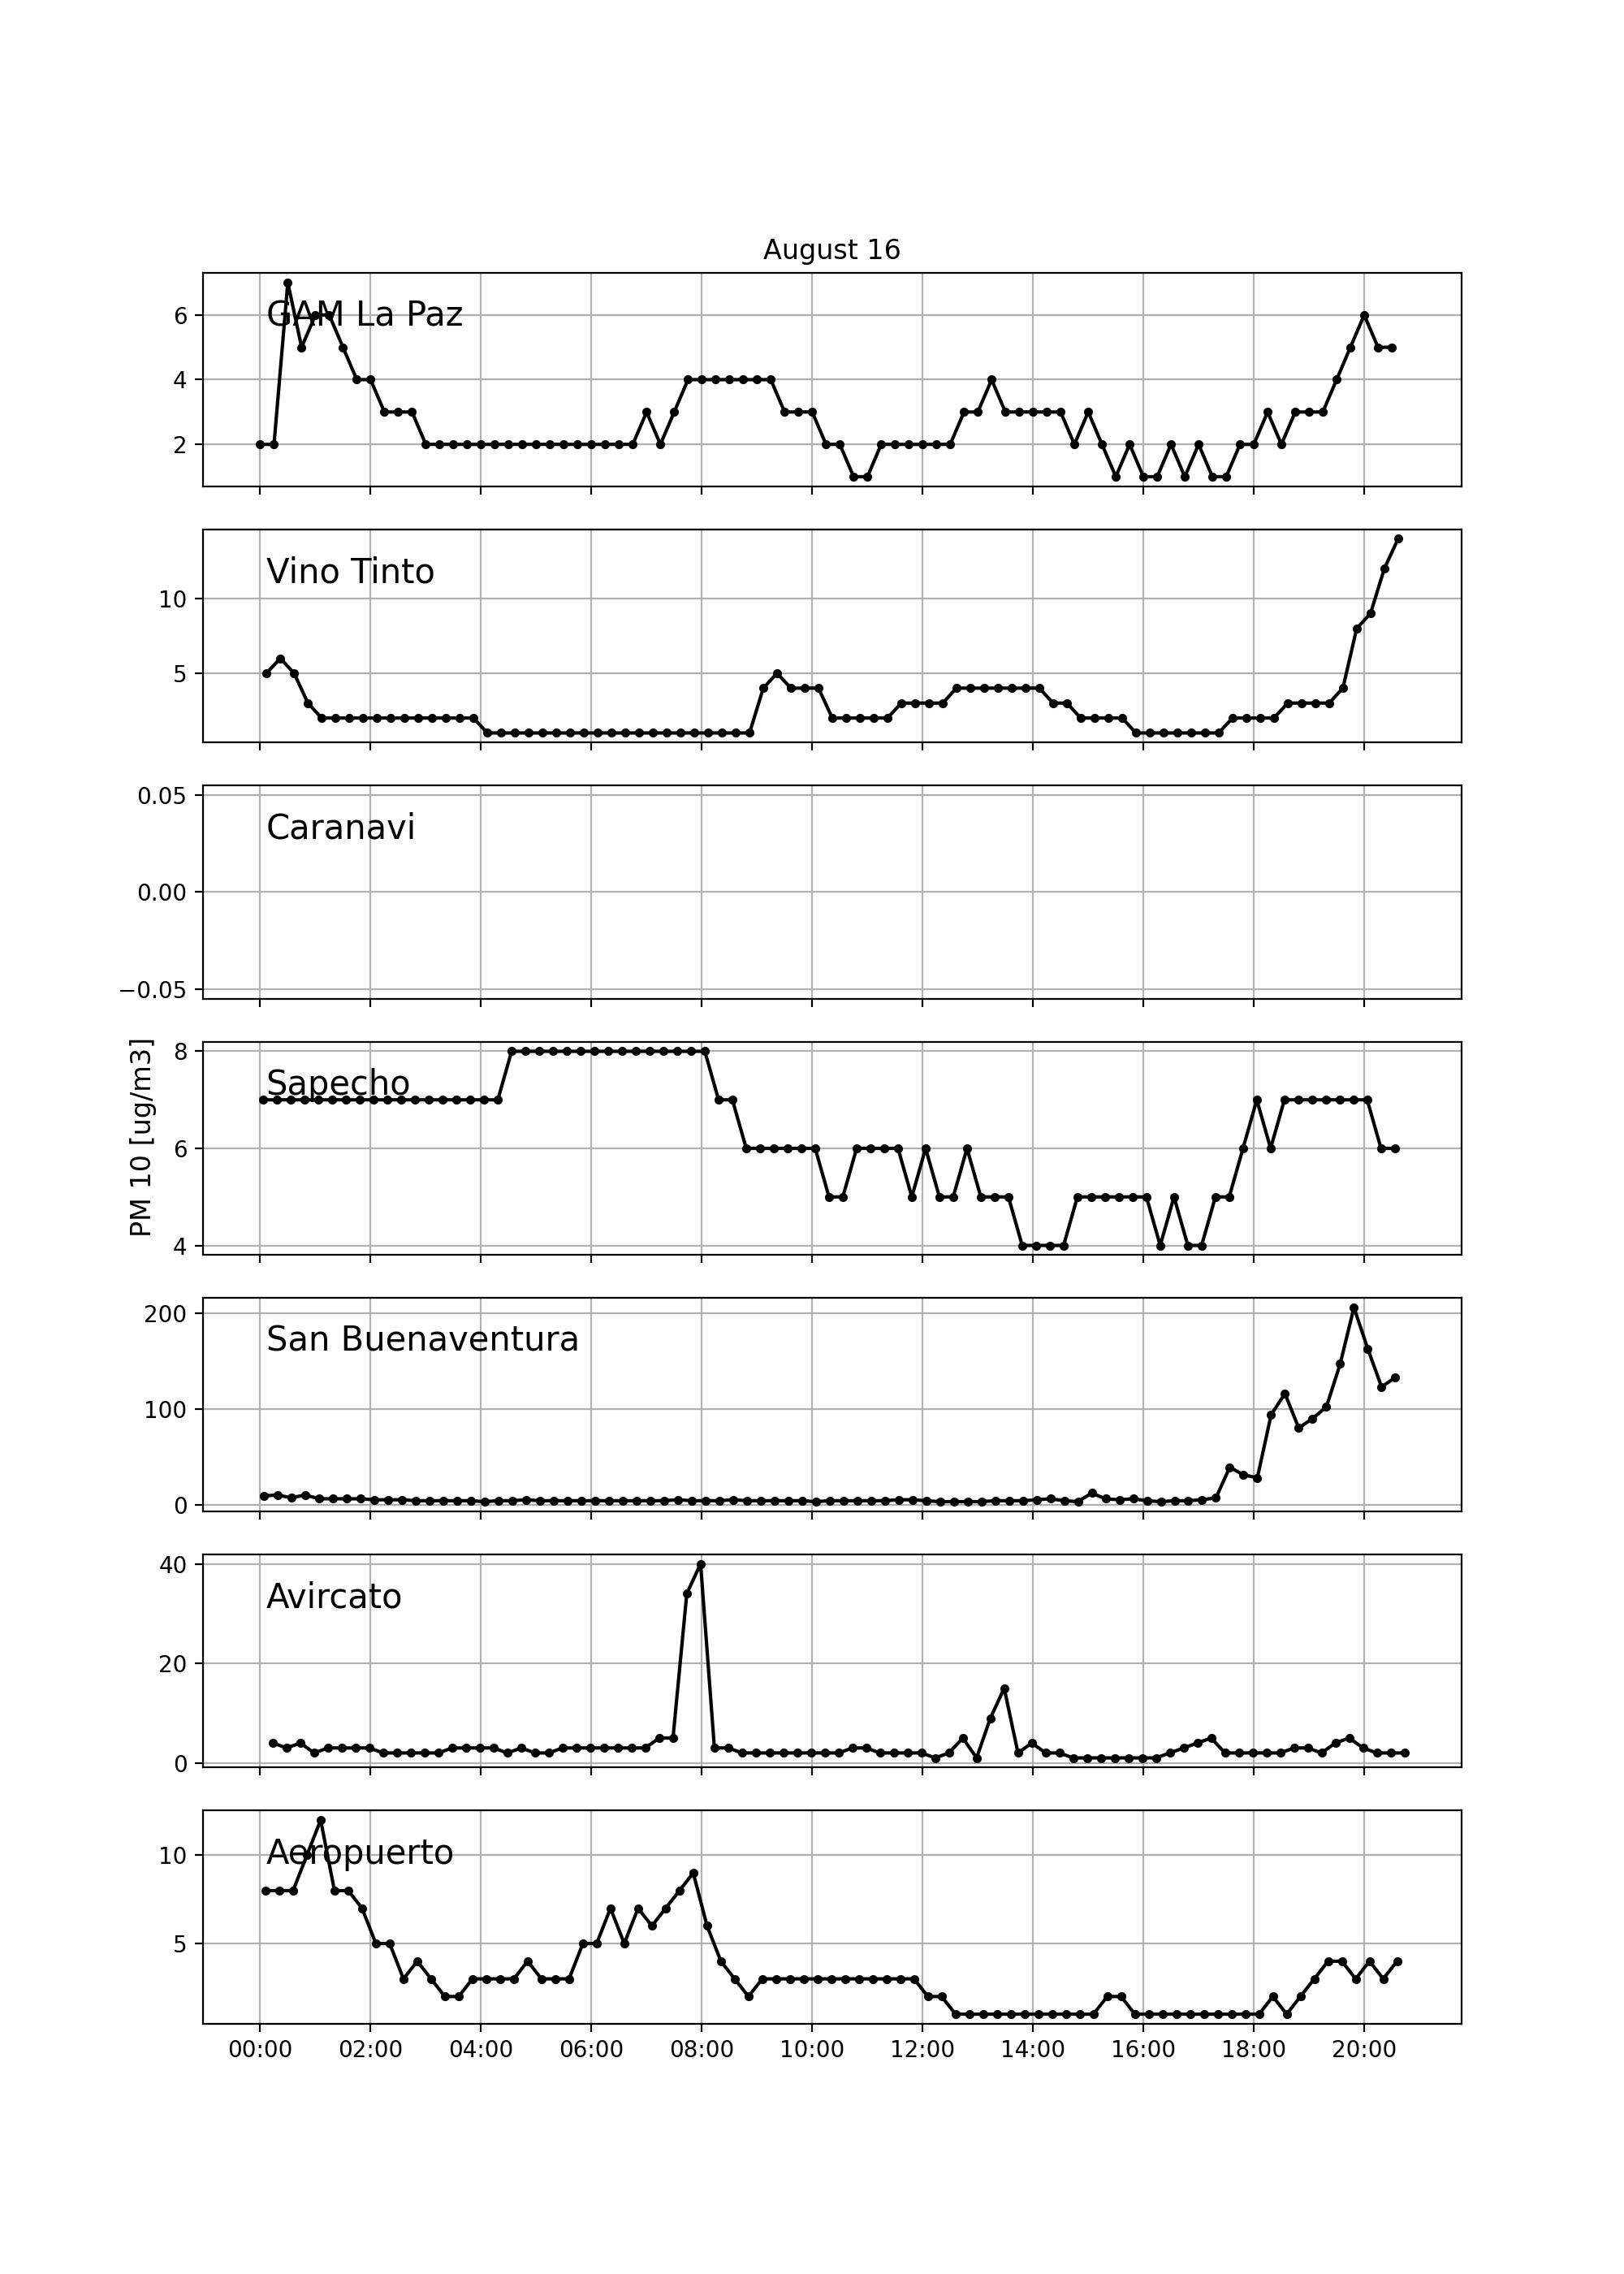 August 16
GAM La Paz
6
4
2
Vino Tinto
10
5
Caranavi
0.05
0.00
−0.05
PM 10 [ug/m3]
Sapecho
8
6
4
San Buenaventura
200
100
0
Avircato
40
20
0
Aeropuerto
10
5
00:00 02:00 04:00 06:00 08:00 10:00 12:00 14:00 16:00 18:00 20:00